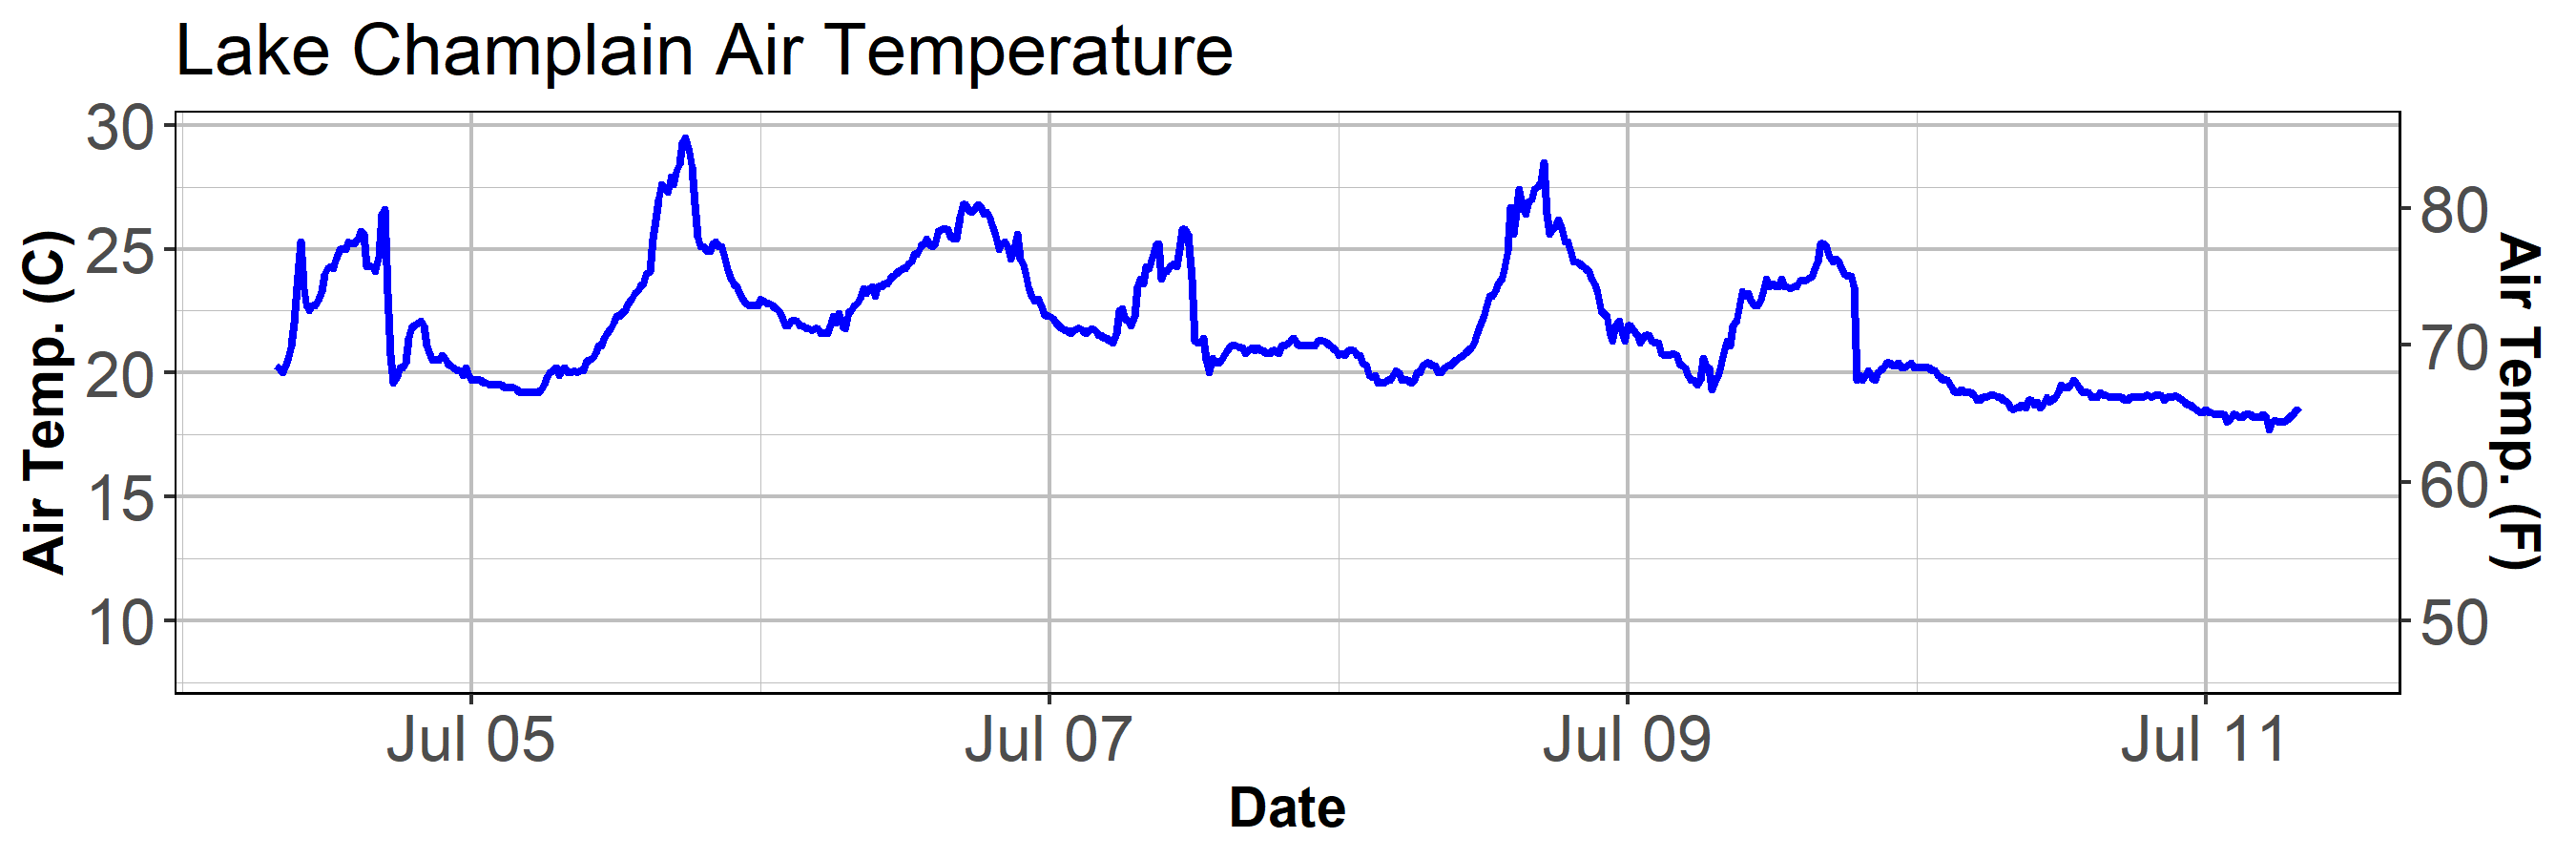 Lake Champlain Air Temperature
30
25
20
15
10
Air Temp. (C)
80
70
60
50
Air Temp. (F)
Jul 05
Jul 07
Jul 09
Jul 11
Date